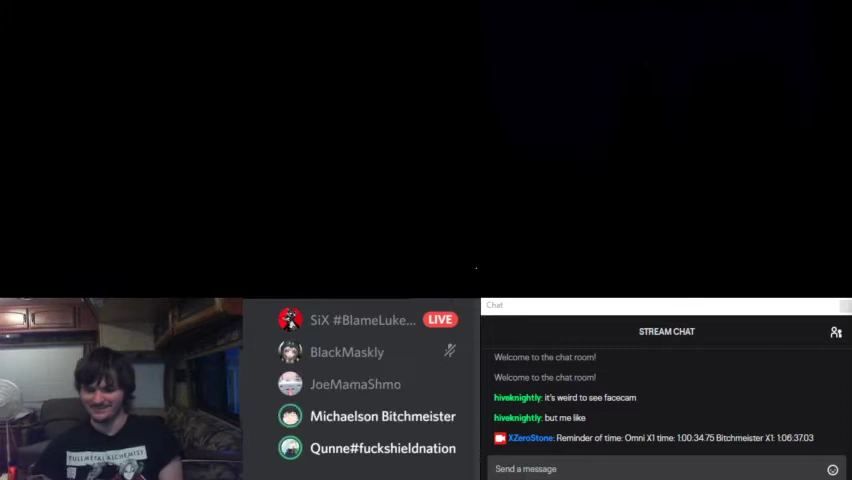 SiX #BlameLuke...
LIVE
BlackMaskly
JoeMamaShmo
Michaelson Bitchmeister
Qunne#fuckshieldnation
FULLMETAL ALCHEMIST
Chat
STREAM CHAT
Welcome to the chat room!
Welcome to the chat room!
hiveknightly: it's weird to see facecam
hiveknightly: but me like
XZeroStone: Reminder of time: Omni X1 time: 1:00:34.75 Bitchmeister X1: 1:06:37.03
Send a message